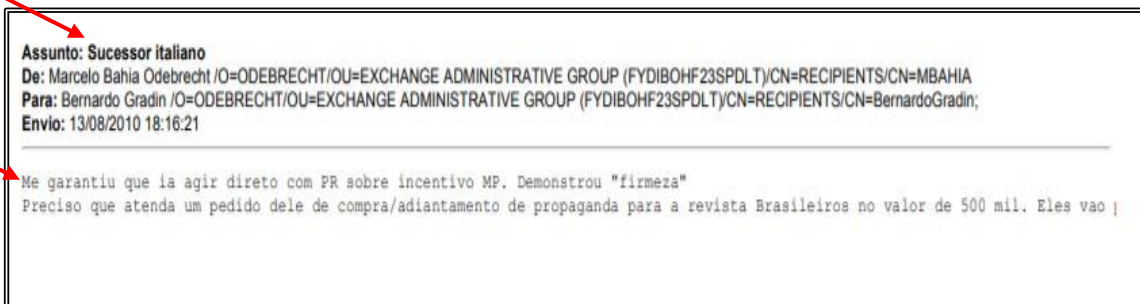 Assunto: Sucessor italiano
De: Marcelo Bahia Odebrecht /O=ODEBRECHT/OU=EXCHANGE ADMINISTRATIVE GROUP (FYDIBOHF23SPDLT)/CN=RECIPIENTS/CN=MBAHIA
Para: Bernardo Gradin /O=ODEBRECHT/OU=EXCHANGE ADMINISTRATIVE GROUP (FYDIBOHF23SPDLT)/CN=RECIPIENTS/CN=BernardoGradin;
Envio: 13/08/2010 18:16:21
Me garantiu que ia agir direto com PR sobre incentivo MP. Demonstrou "firmeza"
Preciso que atenda um pedido dele de compra/adiantamento de propaganda para a revista Brasileiros no valor de 500 mil. Eles vao